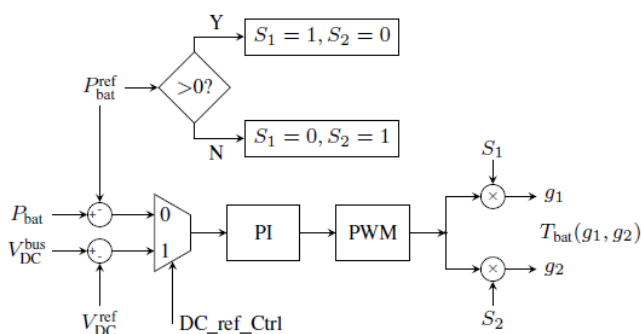 Y
S₁ = 1, S₂ = 0
P_bat^ref
>0?
S₁ = 0, S₂ = 1
N
S₁
P_bat
+ -
0
× g₁
V_DC^bus
+ -
1
PI
PWM
T_bat(g₁, g₂)
× g₂
V_DC^ref
DC_ref_Ctrl
S₂